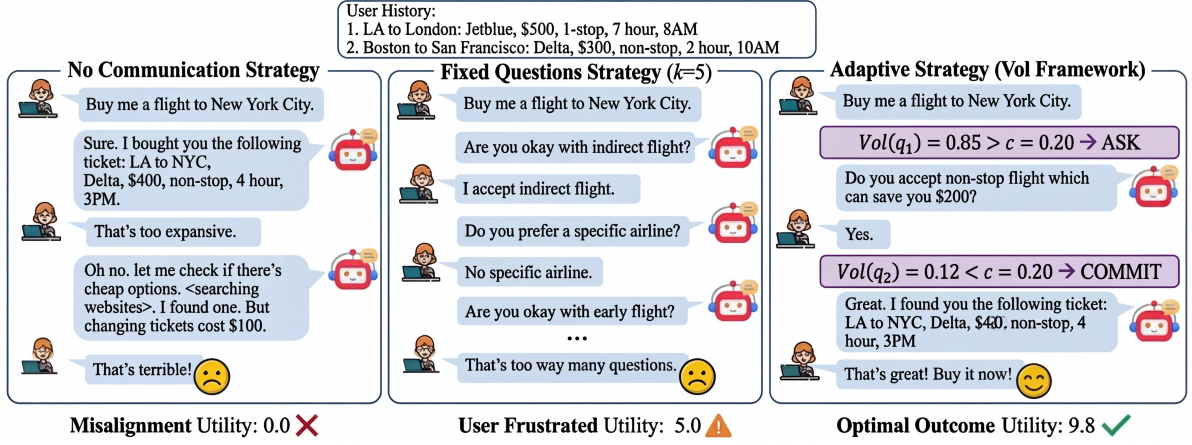 User History:
1. LA to London: Jetblue, $500, 1-stop, 7 hour, 8AM
2. Boston to San Francisco: Delta, $300, non-stop, 2 hour, 10AM
No Communication Strategy
Buy me a flight to New York City.
Sure. I bought you the following
ticket: LA to NYC,
Delta, $400, non-stop, 4 hour,
3PM.
That's too expensive.
Oh no. let me check if there's
cheap options. <searching
websites>. I found one. But
changing tickets cost $100.
That's terrible!
Misalignment Utility: 0.0
Fixed Questions Strategy (k=5)
Buy me a flight to New York City.
Are you okay with indirect flight?
I accept indirect flight.
Do you prefer a specific airline?
No specific airline.
Are you okay with early flight?
...
That's too way many questions.
User Frustrated Utility: 5.0
Adaptive Strategy (Vol Framework)
Buy me a flight to New York City.
Vol(q₁) = 0.85 > c = 0.20 → ASK
Do you accept non-stop flight which
can save you $200?
Yes.
Vol(q₂) = 0.12 < c = 0.20 → COMMIT
Great. I found you the following ticket:
LA to NYC, Delta, non-stop, 4
hour, 3PM
That's great! Buy it now!
Optimal Outcome Utility: 9.8